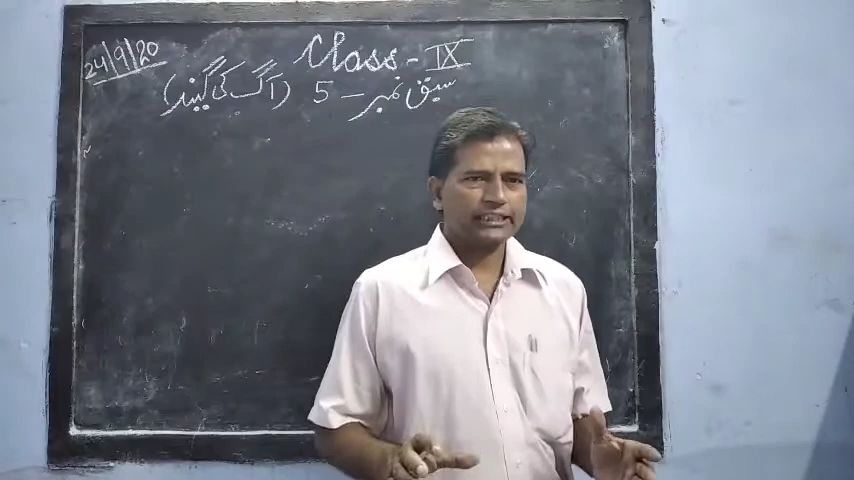 24/9/20 Class - IX
سبق نمبر - 5 (آگ کی گیند)